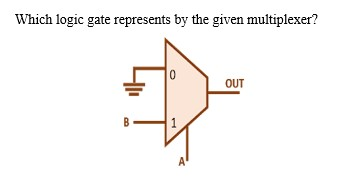 Which logic gate represents by the given multiplexer?
0
OUT
B
1
A